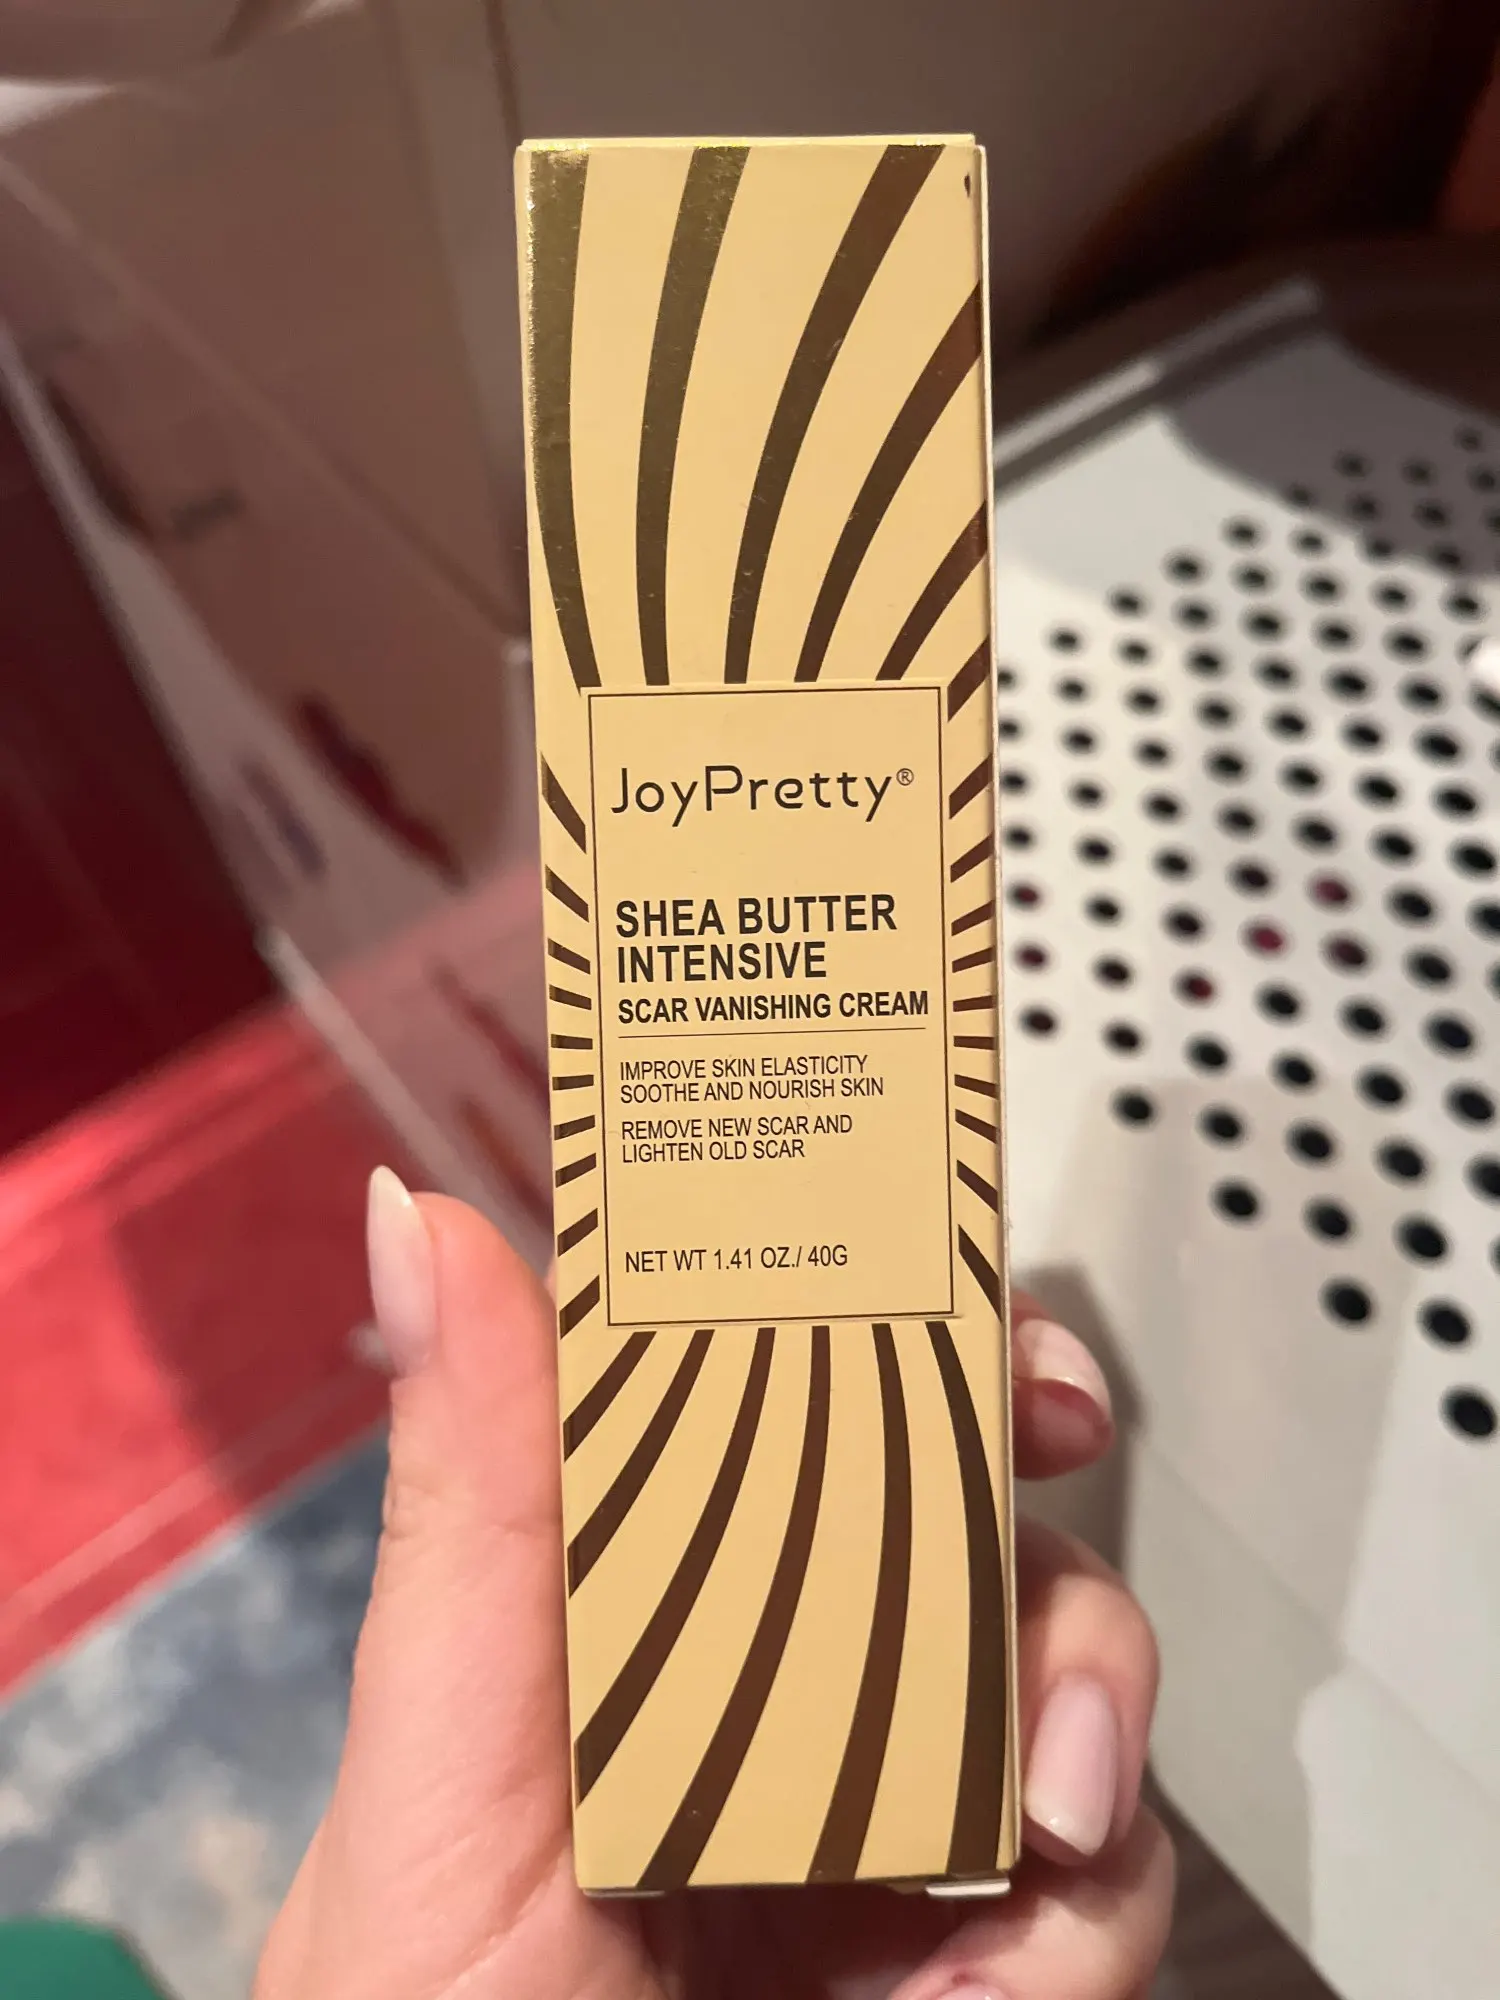 JoyPretty®
SHEA BUTTER
INTENSIVE
SCAR VANISHING CREAM
IMPROVE SKIN ELASTICITY
SOOTHE AND NOURISH SKIN
REMOVE NEW SCAR AND
LIGHTEN OLD SCAR
NET WT 1.41 OZ./ 40G